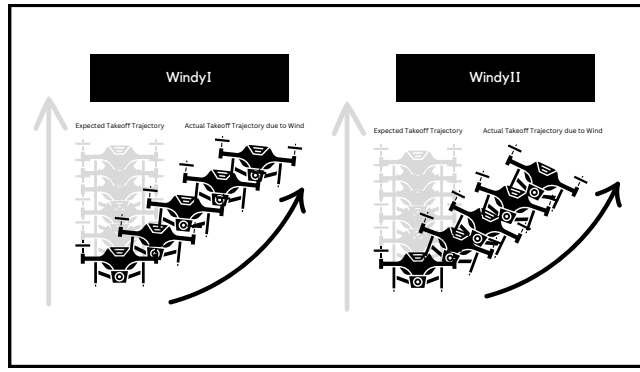 WindyI
Expected Takeoff Trajectory
Actual Takeoff Trajectory due to Wind
WindyII
Expected Takeoff Trajectory
Actual Takeoff Trajectory due to Wind